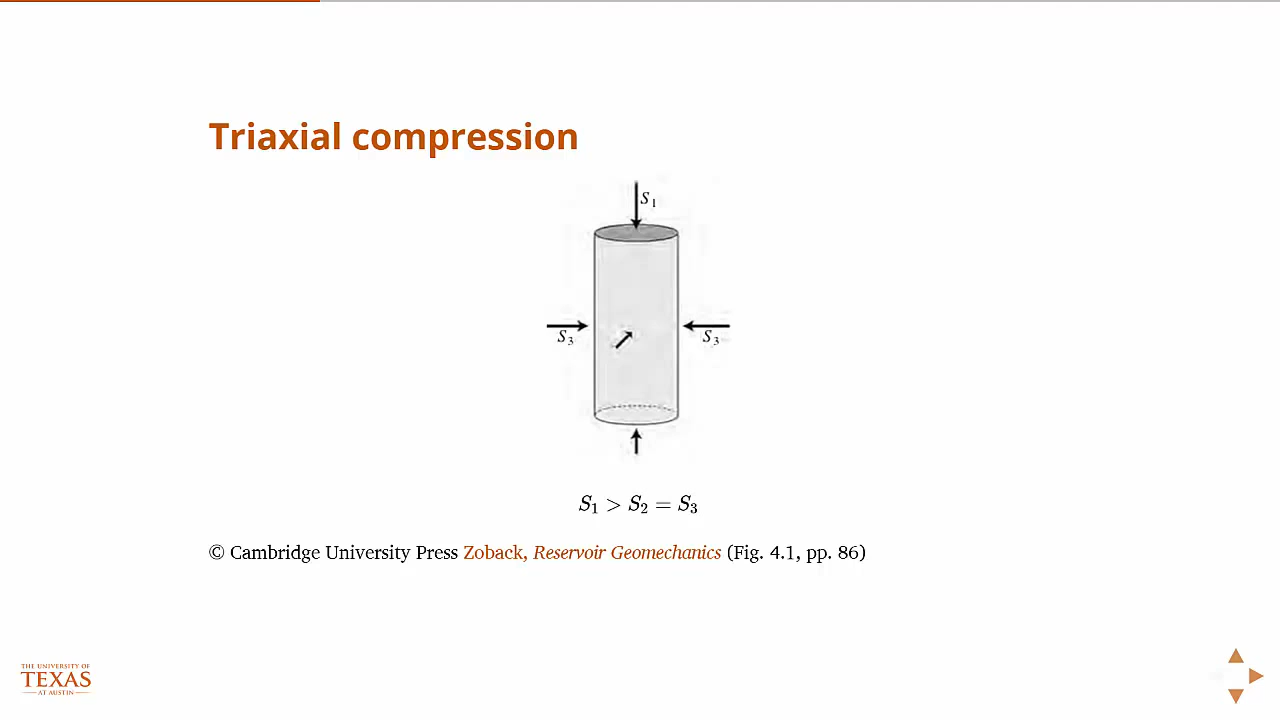 Triaxial compression
S1
S3 S3
S1 > S2 = S3
© Cambridge University Press Zoback, Reservoir Geomechanics (Fig. 4.1, pp. 86)
THE UNIVERSITY OF
TEXAS
AT AUSTIN